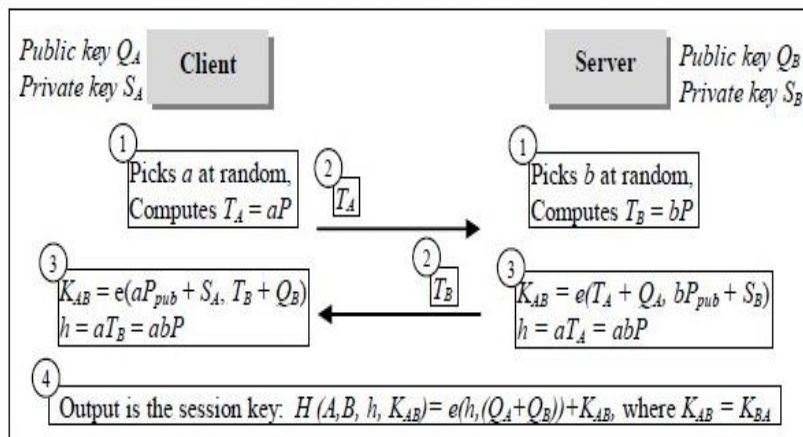 Public key Q_A
Private key S_A
Client
Server
Public key Q_B
Private key S_B
1
Picks a at random,
Computes T_A = aP
2
T_A
1
Picks b at random,
Computes T_B = bP
3
K_AB = e(aP_pub + S_A, T_B + Q_B)
h = aT_B = abP
2
T_B
3
K_AB = e(T_A + Q_A, bP_pub + S_B)
h = aT_A = abP
4
Output is the session key: H (A,B, h, K_AB)= e(h,(Q_A+Q_B))+K_AB, where K_AB = K_BA